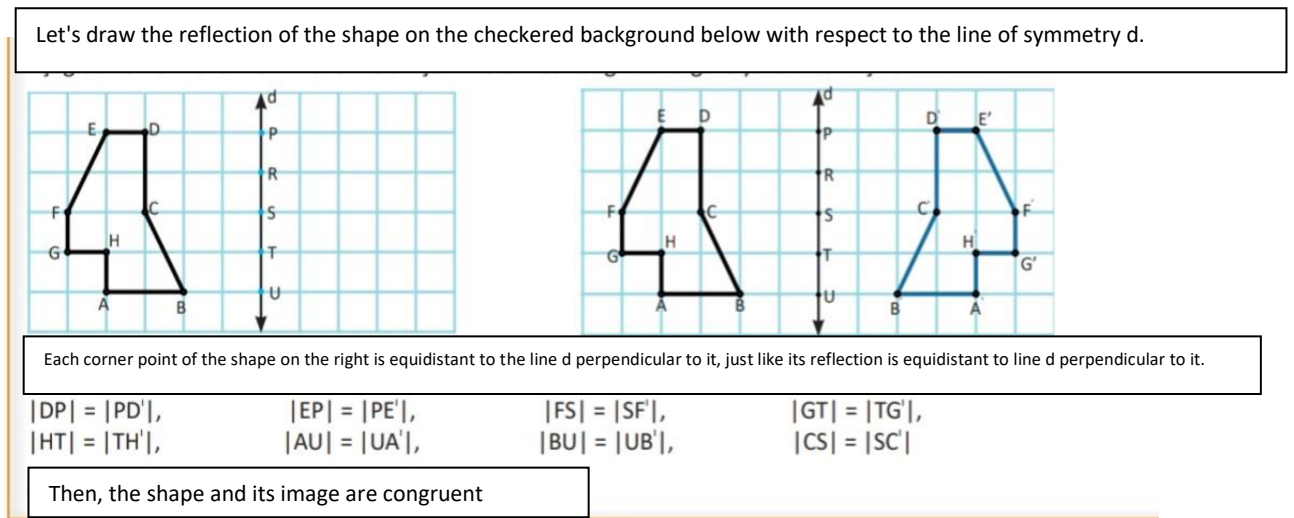 Let's draw the reflection of the shape on the checkered background below with respect to the line of symmetry d.
d d
E D P E D P D' E'
R R
F C S F C S C' F'
G H T G H T H' G'
A B U A B U B' A'
Each corner point of the shape on the right is equidistant to the line d perpendicular to it, just like its reflection is equidistant to line d perpendicular to it.
|DP| = |PD'|, |EP| = |PE'|, |FS| = |SF'|, |GT| = |TG'|,
|HT| = |TH'|, |AU| = |UA'|, |BU| = |UB'|, |CS| = |SC'|
Then, the shape and its image are congruent